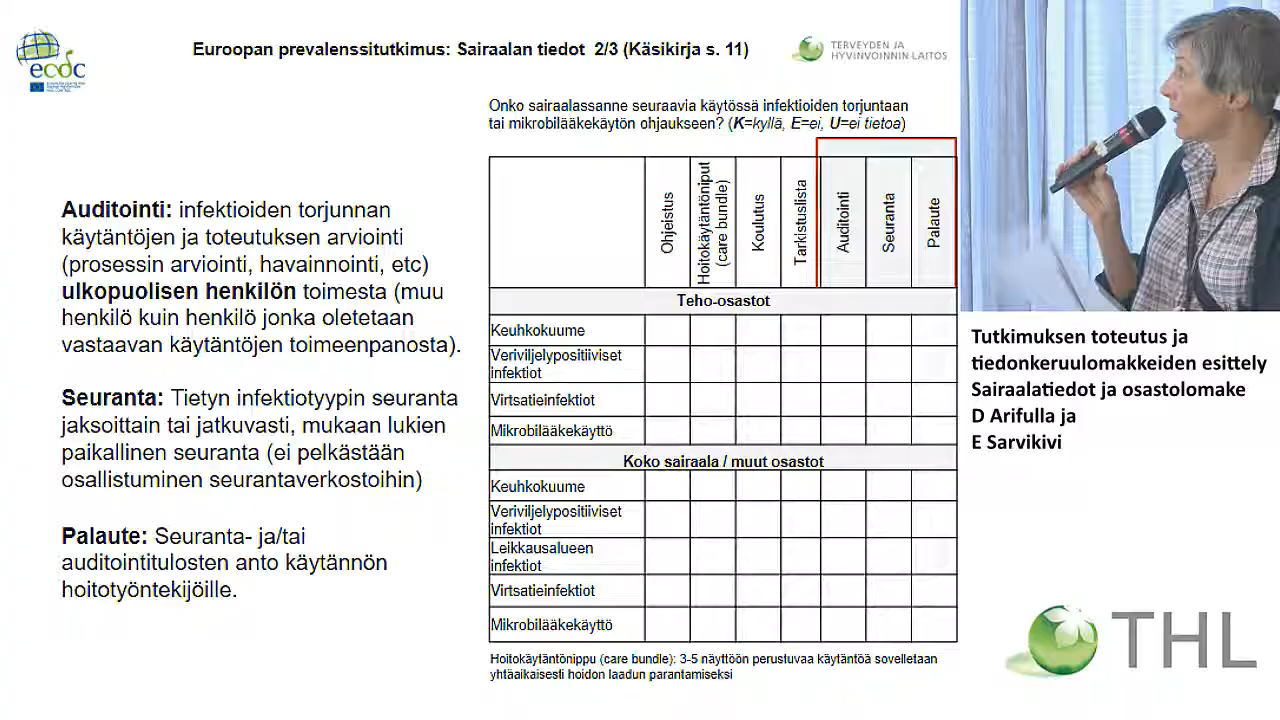 ecdc
Euroopan prevalenssitutkimus: Sairaalan tiedot 2/3 (Käsikirja s. 11)
TERVEYDEN JA
HYVINVOINNIN LAITOS
Onko sairaalassanne seuraavia käytössä infektioiden torjuntaan
tai mikrobilääkekäytön ohjaukseen? (K=kyllä, E=ei, U=ei tietoa)
Auditointi: infektioiden torjunnan
käytäntöjen ja toteutuksen arviointi
(prosessin arviointi, havainnointi, etc)
ulkopuolisen henkilön toimesta (muu
henkilö kuin henkilö jonka oletetaan
vastaavan käytäntöjen toimeenpanosta).
Seuranta: Tietyn infektiotyypin seuranta
jaksoittain tai jatkuvasti, mukaan lukien
paikallinen seuranta (ei pelkästään
osallistuminen seurantaverkostoihin)
Palaute: Seuranta- ja/tai
auditointitulosten anto käytännön
hoitotyöntekijöille.
Ohjeistus
Hoitokäytäntöniput
(care bundle)
Koulutus
Tarkistuslista
Auditointi
Seuranta
Palaute
Teho-osastot
Keuhkokuume
Veriviljelypositiiviset
infektiot
Virtsatieinfektiot
Mikrobilääkekäyttö
Koko sairaala / muut osastot
Keuhkokuume
Veriviljelypositiiviset
infektiot
Leikkausalueen
infektiot
Virtsatieinfektiot
Mikrobilääkekäyttö
Hoitokäytäntönippu (care bundle): 3-5 näyttöön perustuvaa käytäntöä sovelletaan
yhtäaikaisesti hoidon laadun parantamiseksi
Tutkimuksen toteutus ja
tiedonkeruulomakkeiden esittely
Sairaalatiedot ja osastolomake
D Arifulla ja
E Sarvikivi
THL